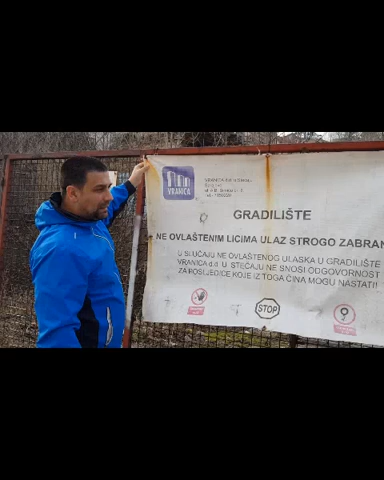 VRANICA
GRADILIŠTE
NE OVLAŠTENIM LICIMA ULAZ STROGO ZABRAN
U SLUČAJU NE OVLAŠTENOG ULASKA U GRADILIŠTE
VRANICA d.d. U STEČAJU NE SNOSI ODGOVORNOST
ZA POSLJEDICE KOJE IZ TOGA ČINA MOGU NASTATI!
STOP